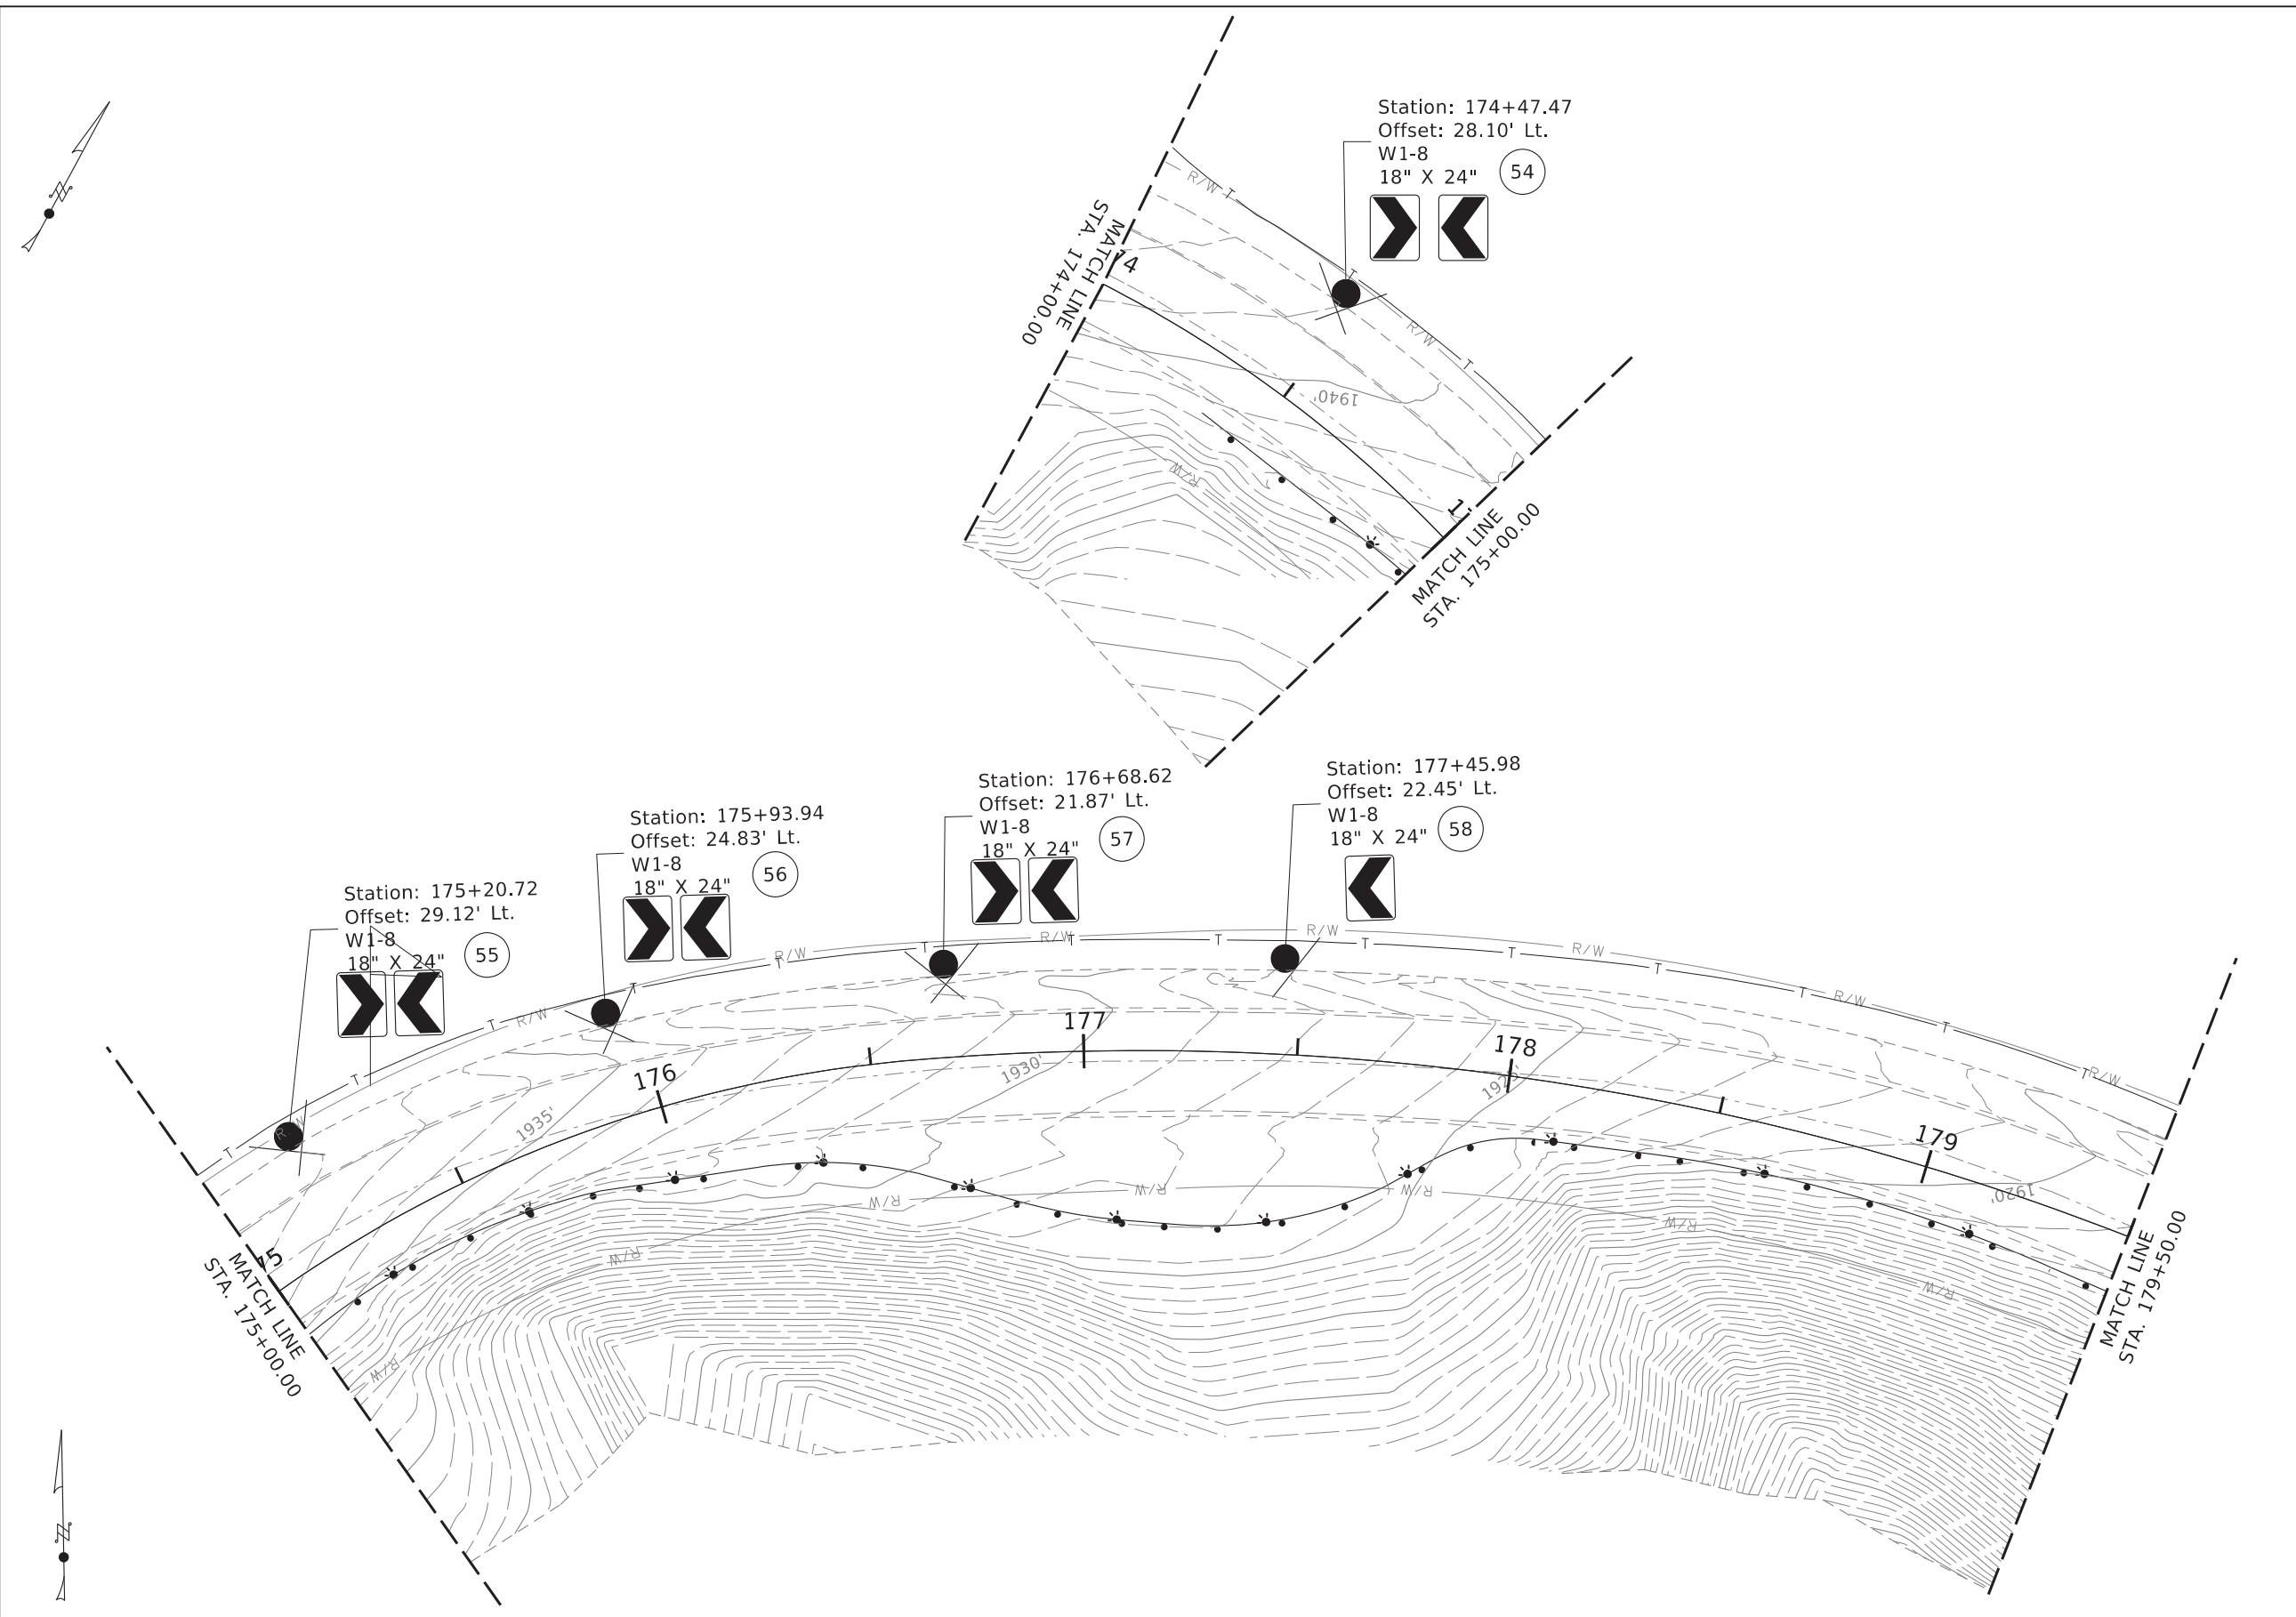 N
Station: 174+47.47
Offset: 28.10' Lt.
W1-8
18" X 24"
54
R/W
T
T
R/W
T
MATCH LINE
STA. 174+00.00
1940'
R/W
MATCH LINE
STA. 175+00.00
Station: 175+20.72
Offset: 29.12' Lt.
W1-8
18" X 24"
55
Station: 175+93.94
Offset: 24.83' Lt.
W1-8
18" X 24"
56
Station: 176+68.62
Offset: 21.87' Lt.
W1-8
18" X 24"
57
Station: 177+45.98
Offset: 22.45' Lt.
W1-8
18" X 24"
58
T
R/W
T
T
R/W
T
T
R/W
T
R/W
T
T
T
R/W
T
R/W
T
T
R/W
T
T
R/W
176
177
178
179
1935'
1930'
1920'
R/W
R/W
R/W
R/W
R/W
R/W
R/W
MATCH LINE
STA. 175+00.00
MATCH LINE
STA. 179+50.00
N